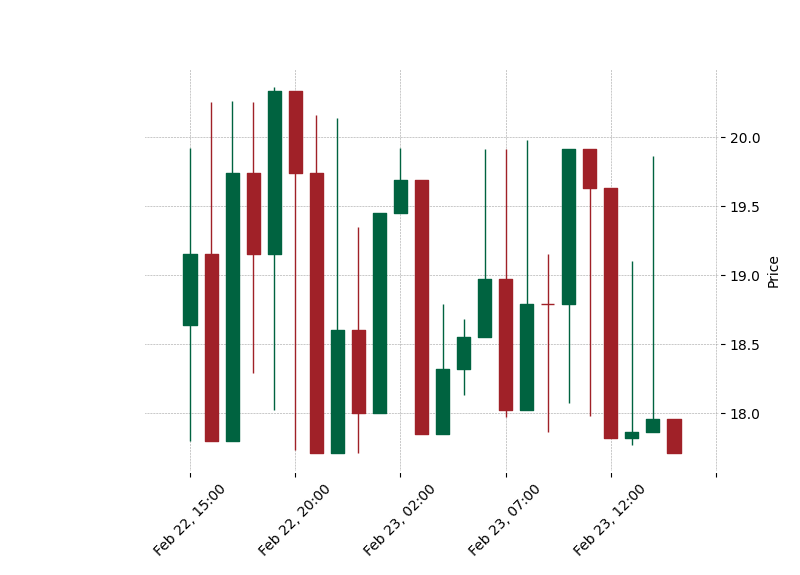 20.0
19.5
19.0
18.5
18.0
Price
Feb 22, 15:00
Feb 22, 20:00
Feb 23, 02:00
Feb 23, 07:00
Feb 23, 12:00